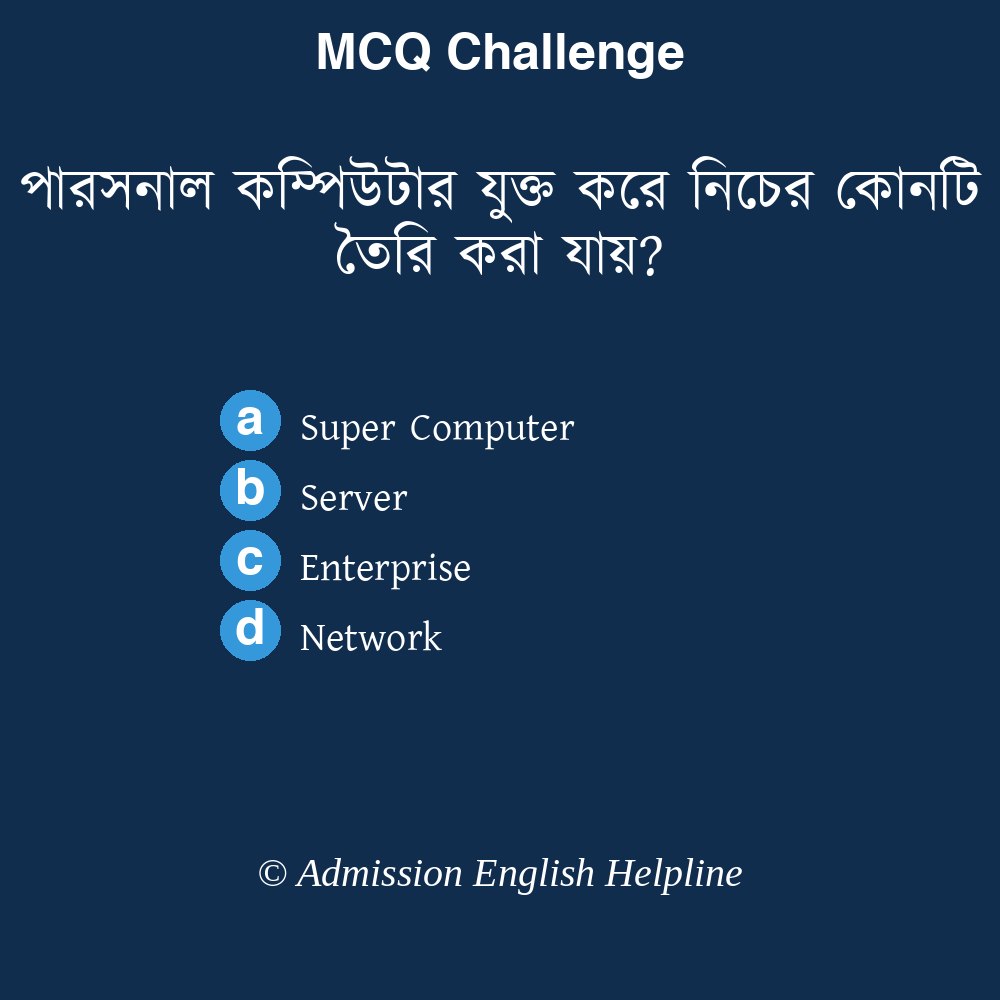 MCQ Challenge
পারসনাল কম্পিউটার যুক্ত করে নিচের কোনটি
তৈরি করা যায়?
a Super Computer
b Server
c Enterprise
d Network
© Admission English Helpline